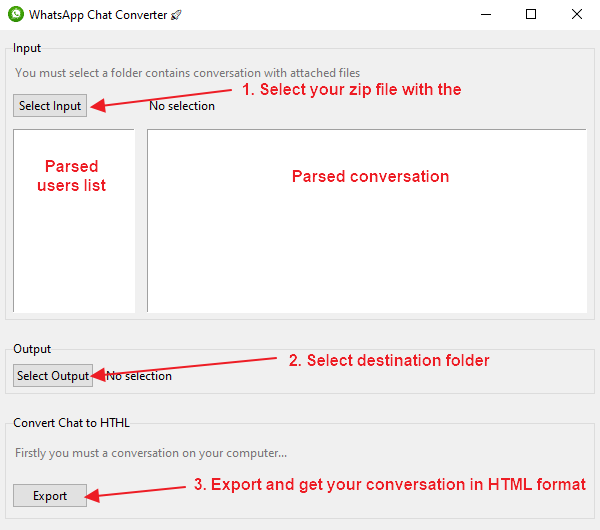 WhatsApp Chat Converter 🚀
Input
You must select a folder contains conversation with attached files
Select Input
No selection
1. Select your zip file with the
Parsed
users list
Parsed conversation
Output
Select Output
No selection
2. Select destination folder
Convert Chat to HTHL
Firstly you must a conversation on your computer...
Export
3. Export and get your conversation in HTML format